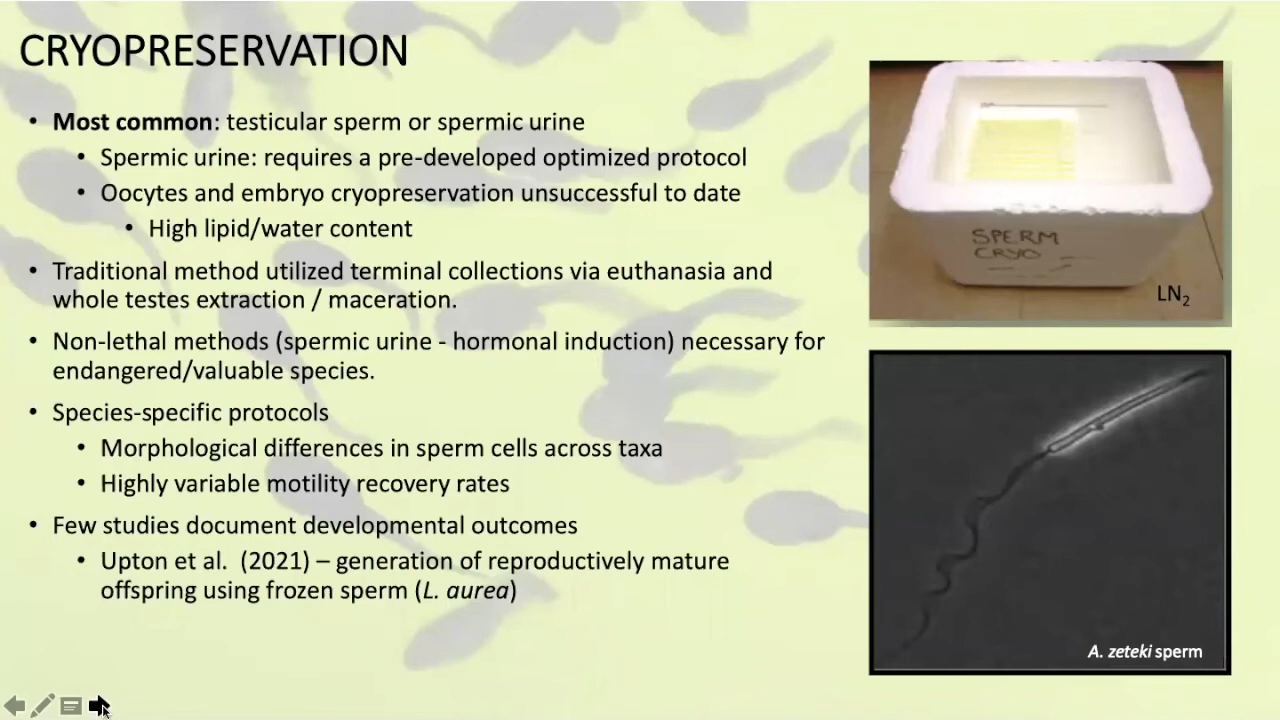 CRYOPRESERVATION
• Most common: testicular sperm or spermic urine
• Spermic urine: requires a pre-developed optimized protocol
• Oocytes and embryo cryopreservation unsuccessful to date
• High lipid/water content
• Traditional method utilized terminal collections via euthanasia and
whole testes extraction / maceration.
• Non-lethal methods (spermic urine - hormonal induction) necessary for
endangered/valuable species.
• Species-specific protocols
• Morphological differences in sperm cells across taxa
• Highly variable motility recovery rates
• Few studies document developmental outcomes
• Upton et al. (2021) – generation of reproductively mature
offspring using frozen sperm (L. aurea)
SPERM
CRYO
LN₂
A. zeteki sperm